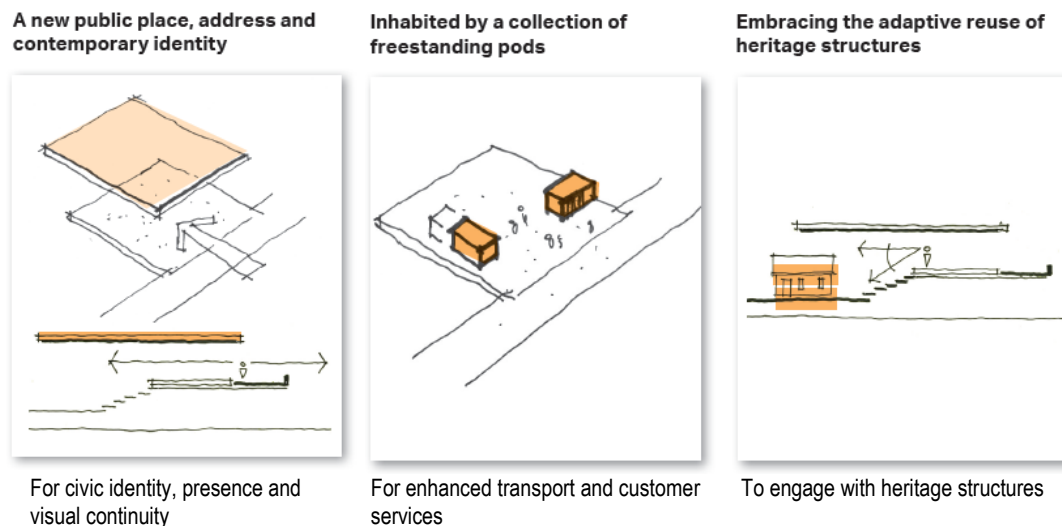 A new public place, address and
contemporary identity
For civic identity, presence and
visual continuity
Inhabited by a collection of
freestanding pods
For enhanced transport and customer
services
Embracing the adaptive reuse of
heritage structures
To engage with heritage structures